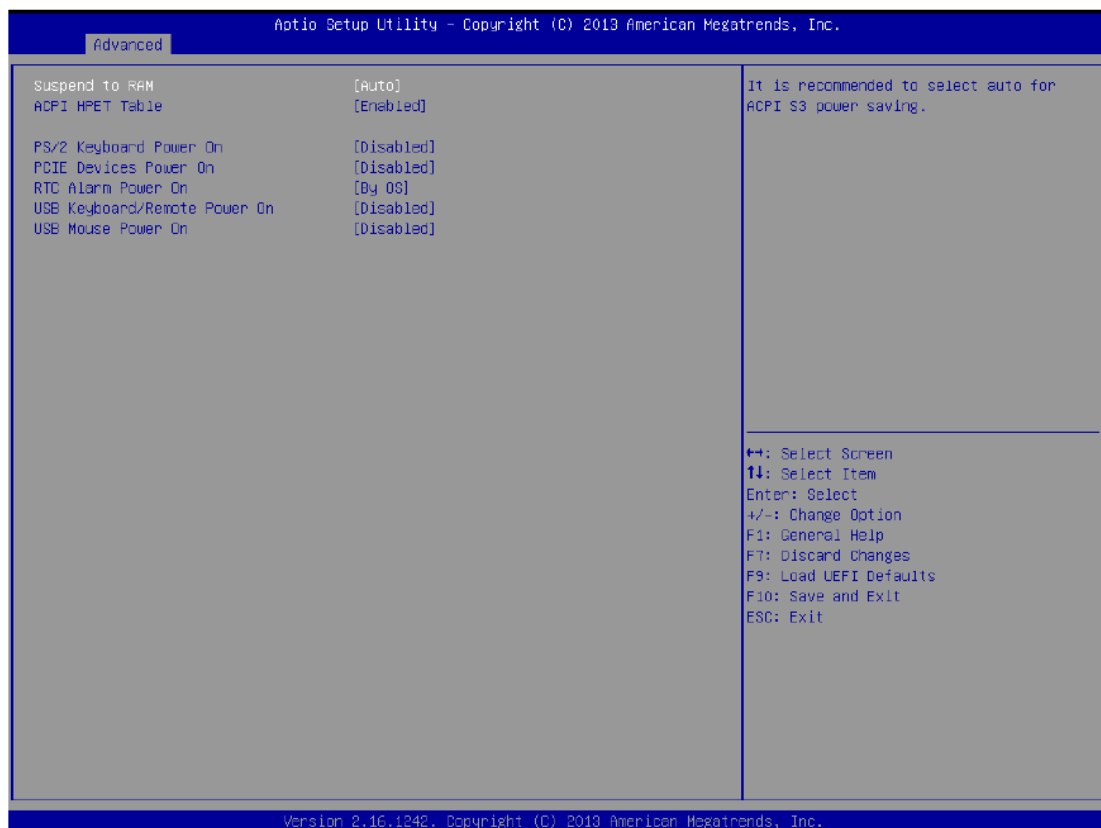 Aptio Setup Utility - Copyright (C) 2013 American Megatrends, Inc.
Advanced
Suspend to RAM [Auto]
ACPI HPET Table [Enabled]
PS/2 Keyboard Power On [Disabled]
PCIE Devices Power On [Disabled]
RTC Alarm Power On [By OS]
USB Keyboard/Remote Power On [Disabled]
USB Mouse Power On [Disabled]
It is recommended to select auto for
ACPI S3 power saving.
↔: Select Screen
↑↓: Select Item
Enter: Select
+/-: Change Option
F1: General Help
F7: Discard Changes
F9: Load UEFI Defaults
F10: Save and Exit
ESC: Exit
Version 2.16.1242. Copyright (C) 2013 American Megatrends, Inc.